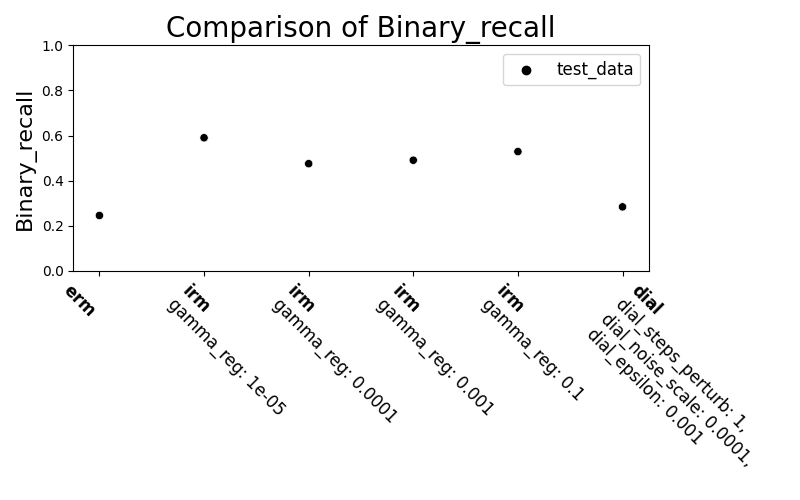 Comparison of Binary_recall
test_data
Binary_recall
1.0
0.8
0.6
0.4
0.2
0.0
erm
irm
gamma_reg: 1e-05
irm
gamma_reg: 0.0001
irm
gamma_reg: 0.001
irm
gamma_reg: 0.1
dial
dial_steps_perturb: 1,
dial_noise_scale: 0.0001,
dial_epsilon: 0.001